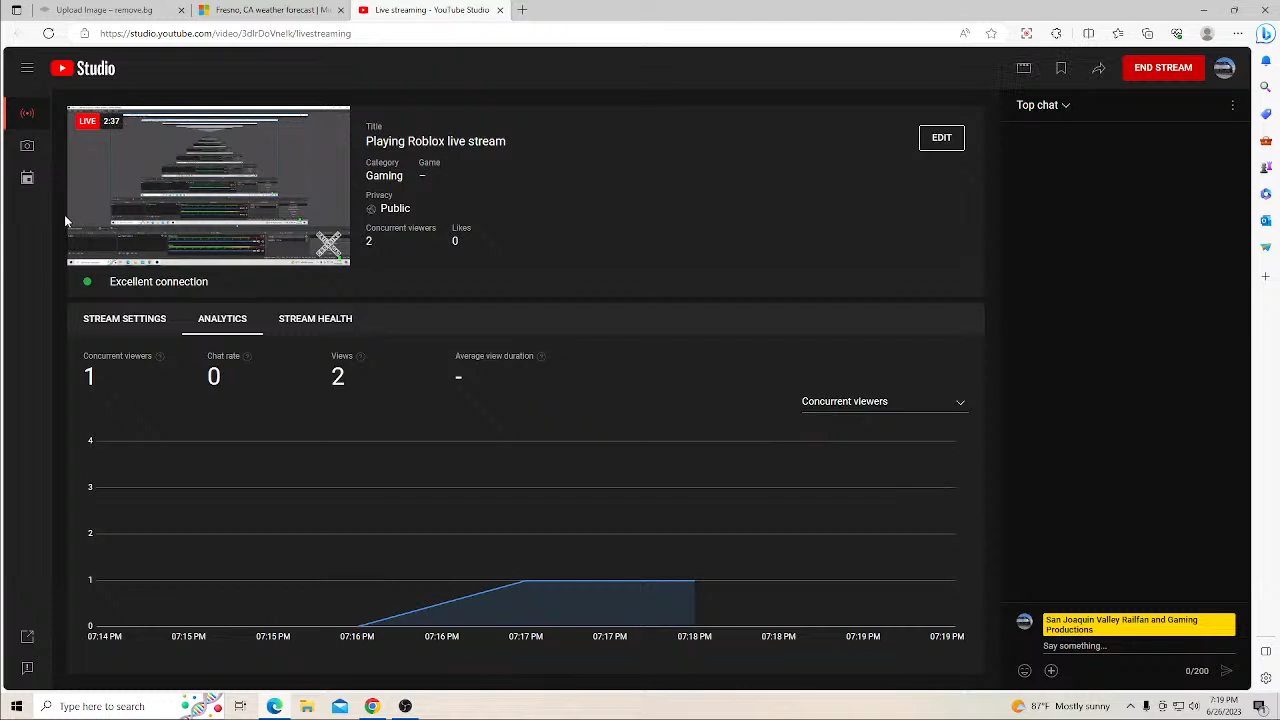 Upload Image – remove.bg
Fresno, CA weather forecast | Mi
Live streaming - YouTube Studio
https://studio.youtube.com/video/3dIrDoVneIk/livestreaming
Studio
END STREAM
LIVE 2:37
Title
Playing Roblox live stream
EDIT
Category Game
Gaming –
Privacy
Public
Concurrent viewers Likes
2 0
Excellent connection
STREAM SETTINGS ANALYTICS STREAM HEALTH
Concurrent viewers Chat rate Views Average view duration
1 0 2 -
Concurrent viewers
4
3
2
1
0
07:14 PM 07:15 PM 07:15 PM 07:16 PM 07:16 PM 07:17 PM 07:17 PM 07:18 PM 07:18 PM 07:19 PM 07:19 PM
Top chat
San Joaquin Valley Railfan and Gaming
Productions
Say something...
0/200
Type here to search
81°F Mostly sunny
7:19 PM
6/26/2023